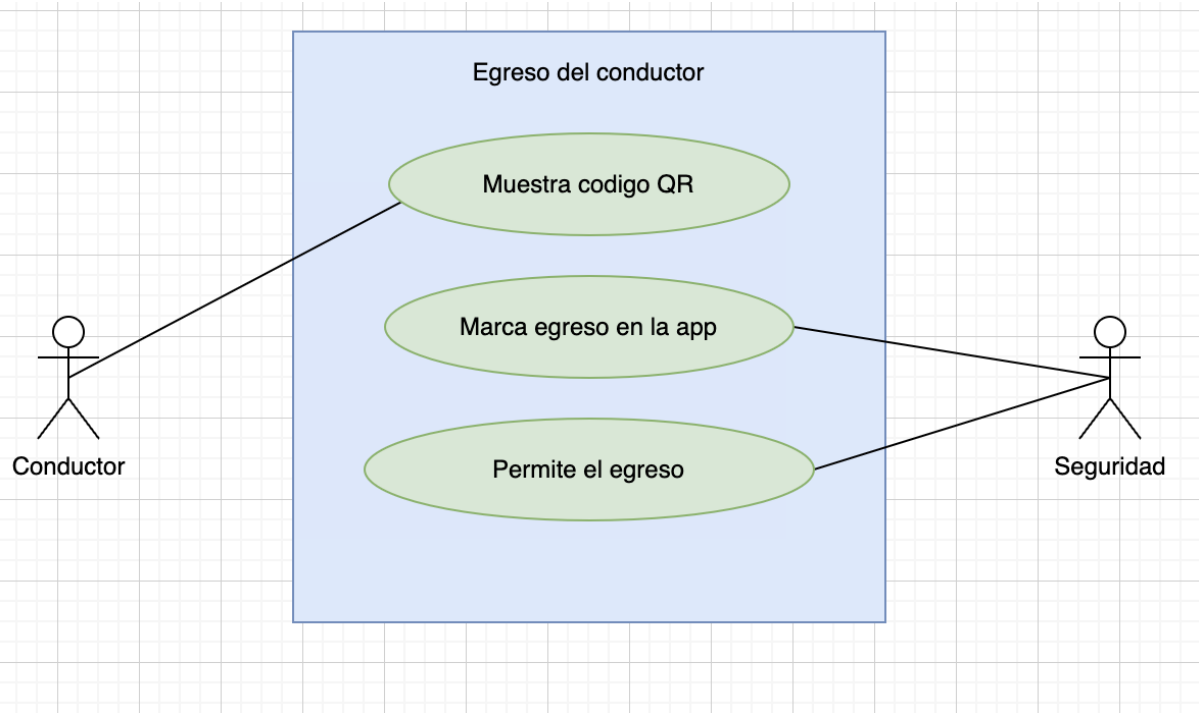 Egreso del conductor
Muestra codigo QR
Marca egreso en la app
Permite el egreso
Conductor
Seguridad